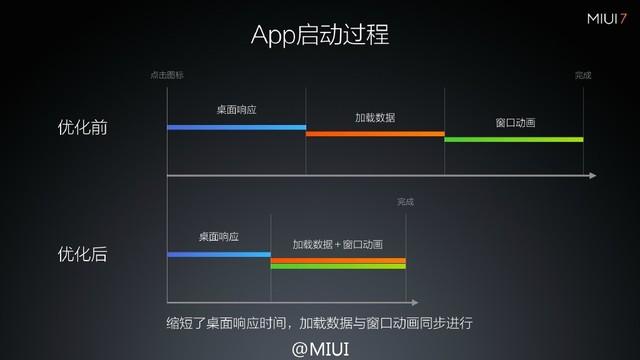 MIUI 7
App启动过程
点击图标
完成
优化前
桌面响应
加载数据
窗口动画
完成
优化后
桌面响应
加载数据+窗口动画
缩短了桌面响应时间，加载数据与窗口动画同步进行
@MIUI